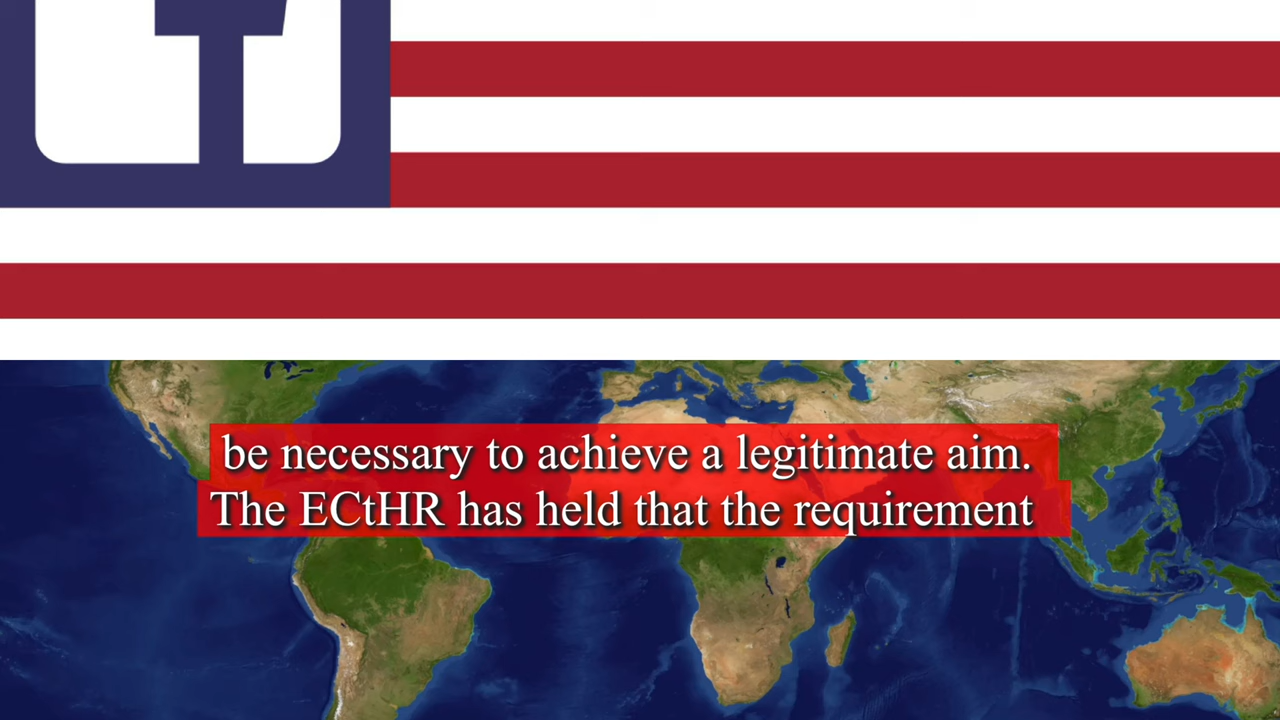 be necessary to achieve a legitimate aim.
The ECtHR has held that the requirement